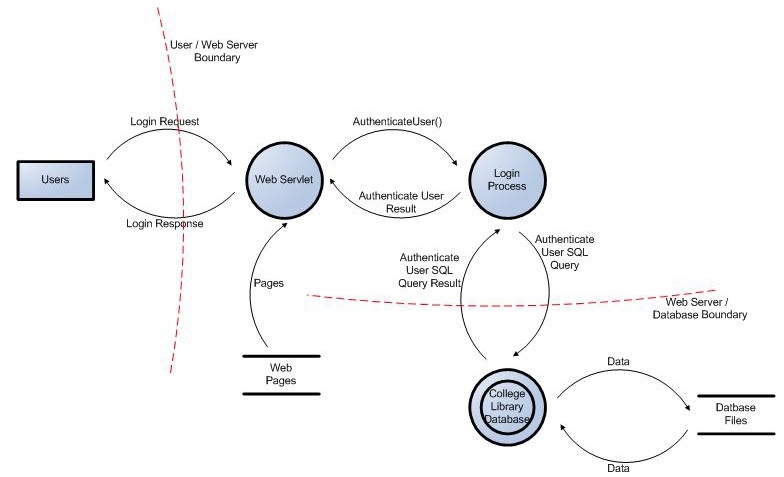 User / Web Server
Boundary
Login Request
AuthenticateUser()
Users
Web Servlet
Login
Process
Authenticate User
Result
Login Response
Authenticate
User SQL
Query
Authenticate
User SQL
Query Result
Pages
Web Server /
Database Boundary
Web
Pages
Data
College
Library
Database
Datbase
Files
Data